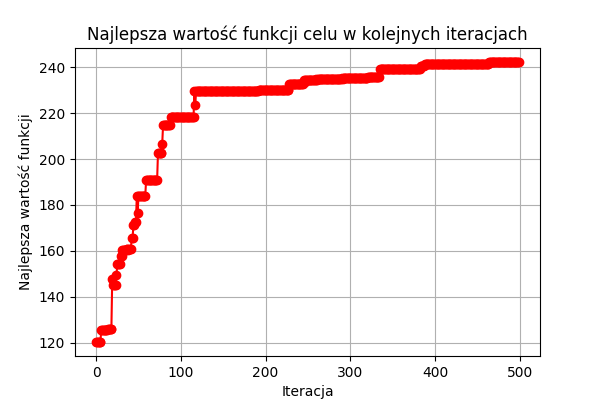 Najlepsza wartość funkcji celu w kolejnych iteracjach
Najlepsza wartość funkcji
240
220
200
180
160
140
120
0 100 200 300 400 500
Iteracja